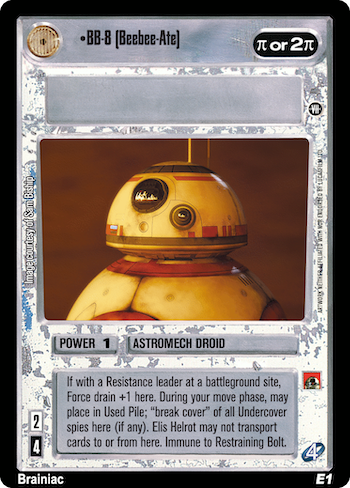 •BB-8 (Beebee-Ate)
π or 2π
VII
Image courtesy of Sam Beddip
POWER 1
ASTROMECH DROID
If with a Resistance leader at a battleground site,
Force drain +1 here. During your move phase, may
place in Used Pile; “break cover” of all Undercover
spies here (if any). Elis Helrot may not transport
cards to or from here. Immune to Restraining Bolt.
2
4
4
Brainiac
E1